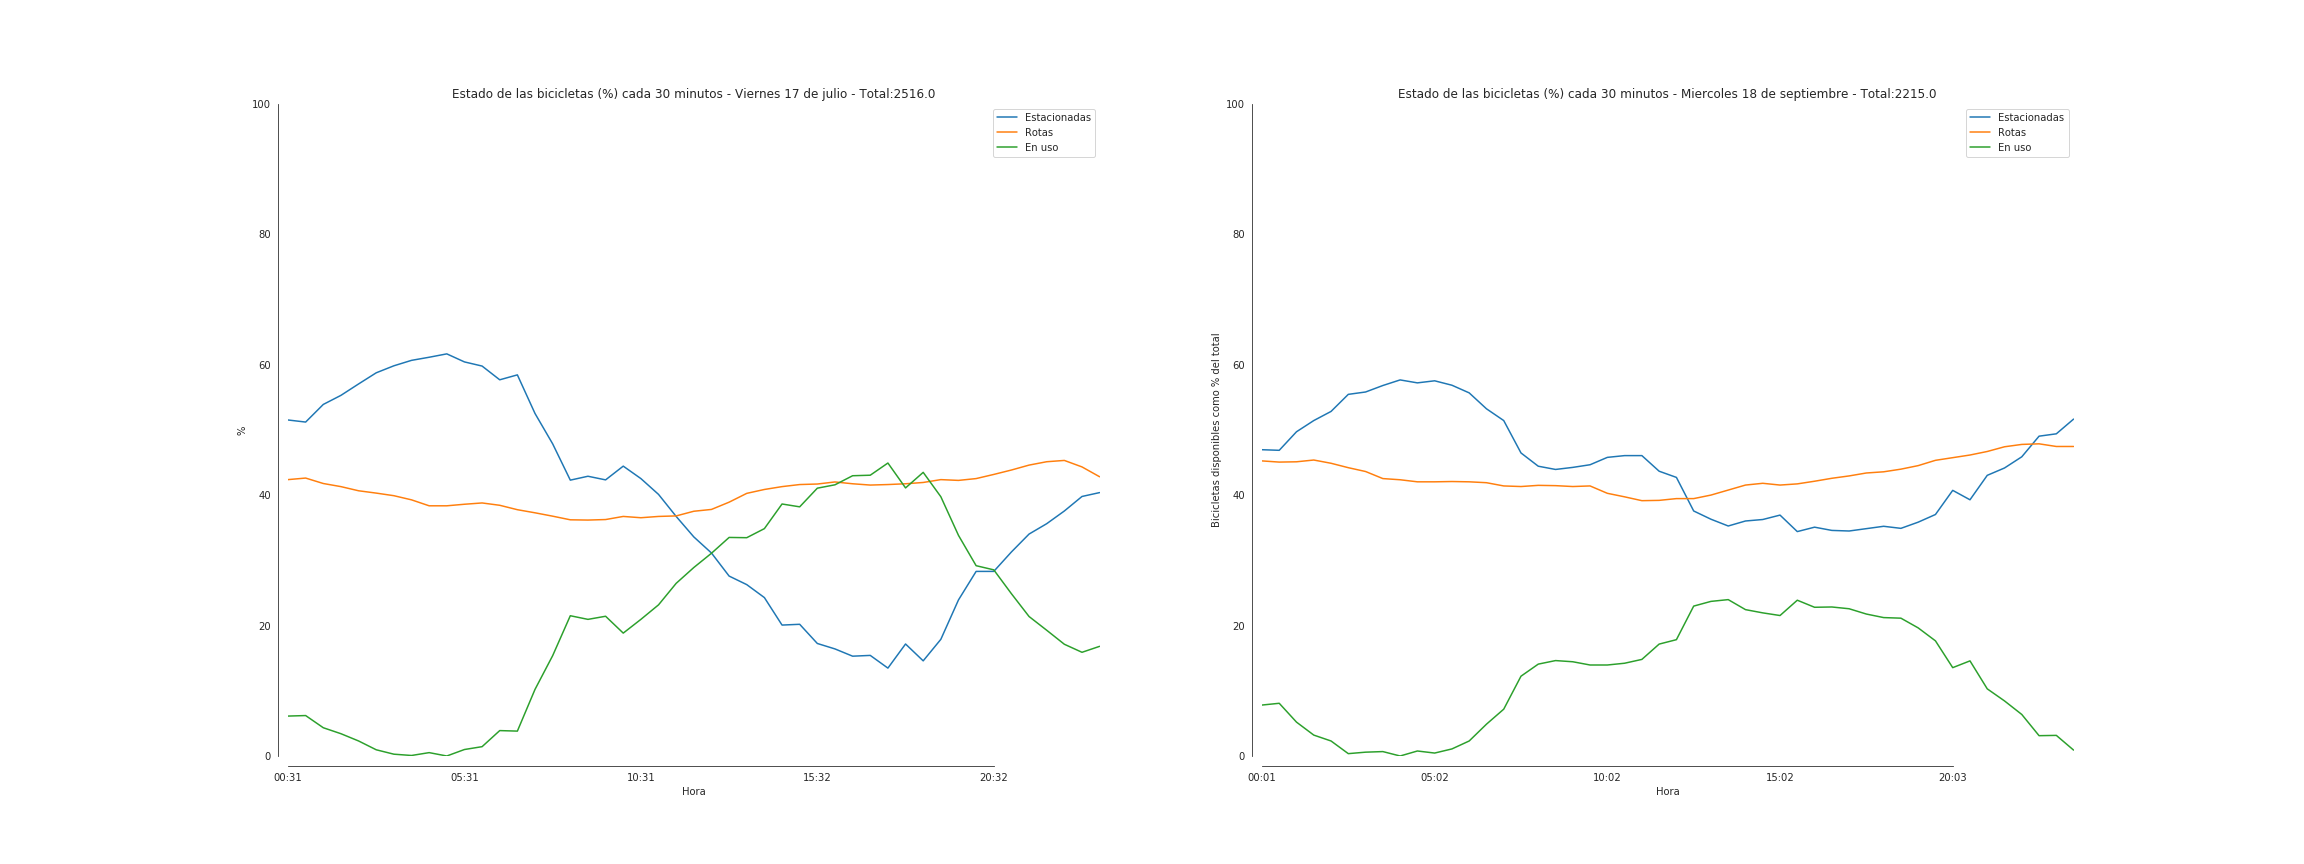 Estado de las bicicletas (%) cada 30 minutos - Viernes 17 de julio - Total:2516.0
100
80
60
40
20
0
%
Estacionadas
Rotas
En uso
00:31
05:31
10:31
15:32
20:32
Hora
Estado de las bicicletas (%) cada 30 minutos - Miercoles 18 de septiembre - Total:2215.0
100
80
60
40
20
0
Bicicletas disponibles como % del total
Estacionadas
Rotas
En uso
00:01
05:02
10:02
15:02
20:03
Hora